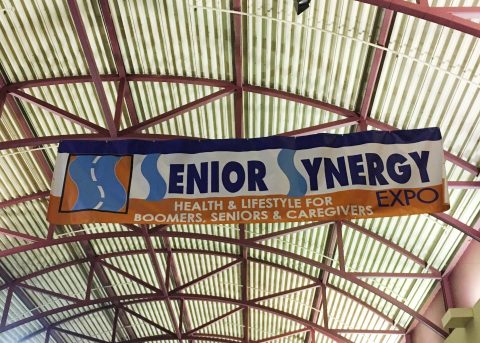 SENIOR SYNERGY
EXPO
HEALTH & LIFESTYLE FOR
BOOMERS, SENIORS & CAREGIVERS